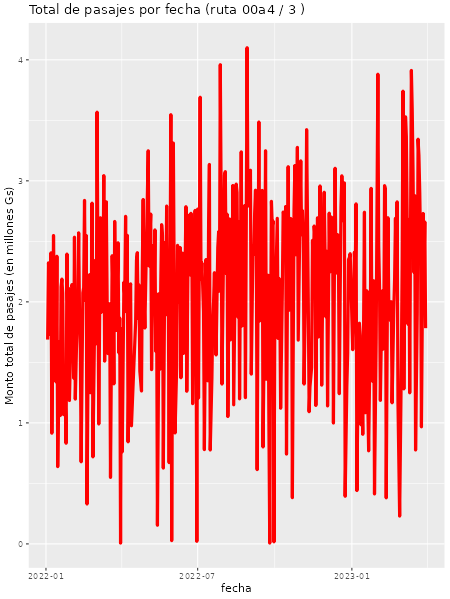 Total de pasajes por fecha (ruta 00a4 / 3 )
Monto total de pasajes (en millones Gs)
4
3
2
1
0
2022-01
2022-07
2023-01
fecha